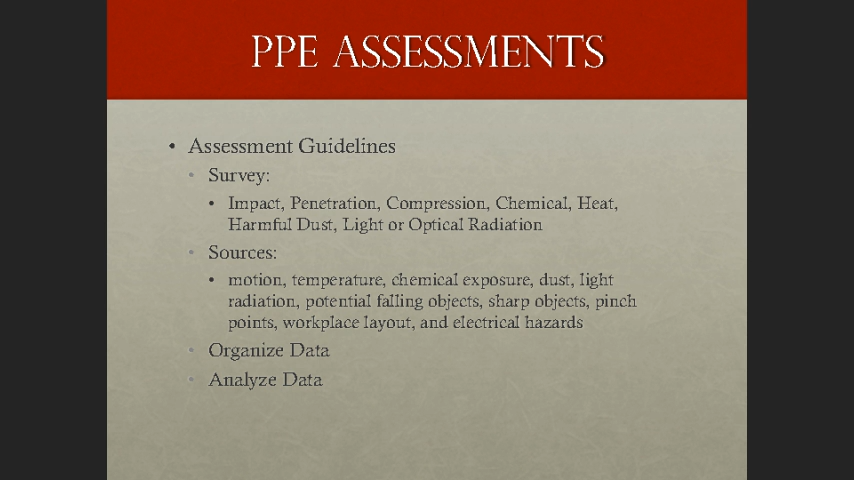 PPE ASSESSMENTS
• Assessment Guidelines
• Survey:
• Impact, Penetration, Compression, Chemical, Heat,
Harmful Dust, Light or Optical Radiation
• Sources:
• motion, temperature, chemical exposure, dust, light
radiation, potential falling objects, sharp objects, pinch
points, workplace layout, and electrical hazards
• Organize Data
• Analyze Data